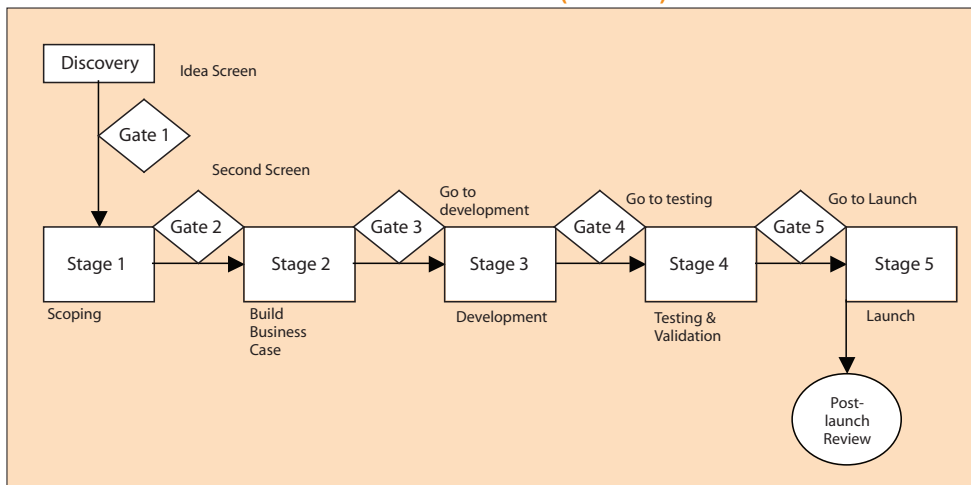 Discovery
Idea Screen
Gate 1
Second Screen
Gate 2
Gate 3
Go to
development
Gate 4
Go to testing
Gate 5
Go to Launch
Stage 1
Stage 2
Stage 3
Stage 4
Stage 5
Scoping
Build
Business
Case
Development
Testing &
Validation
Launch
Post-
launch
Review